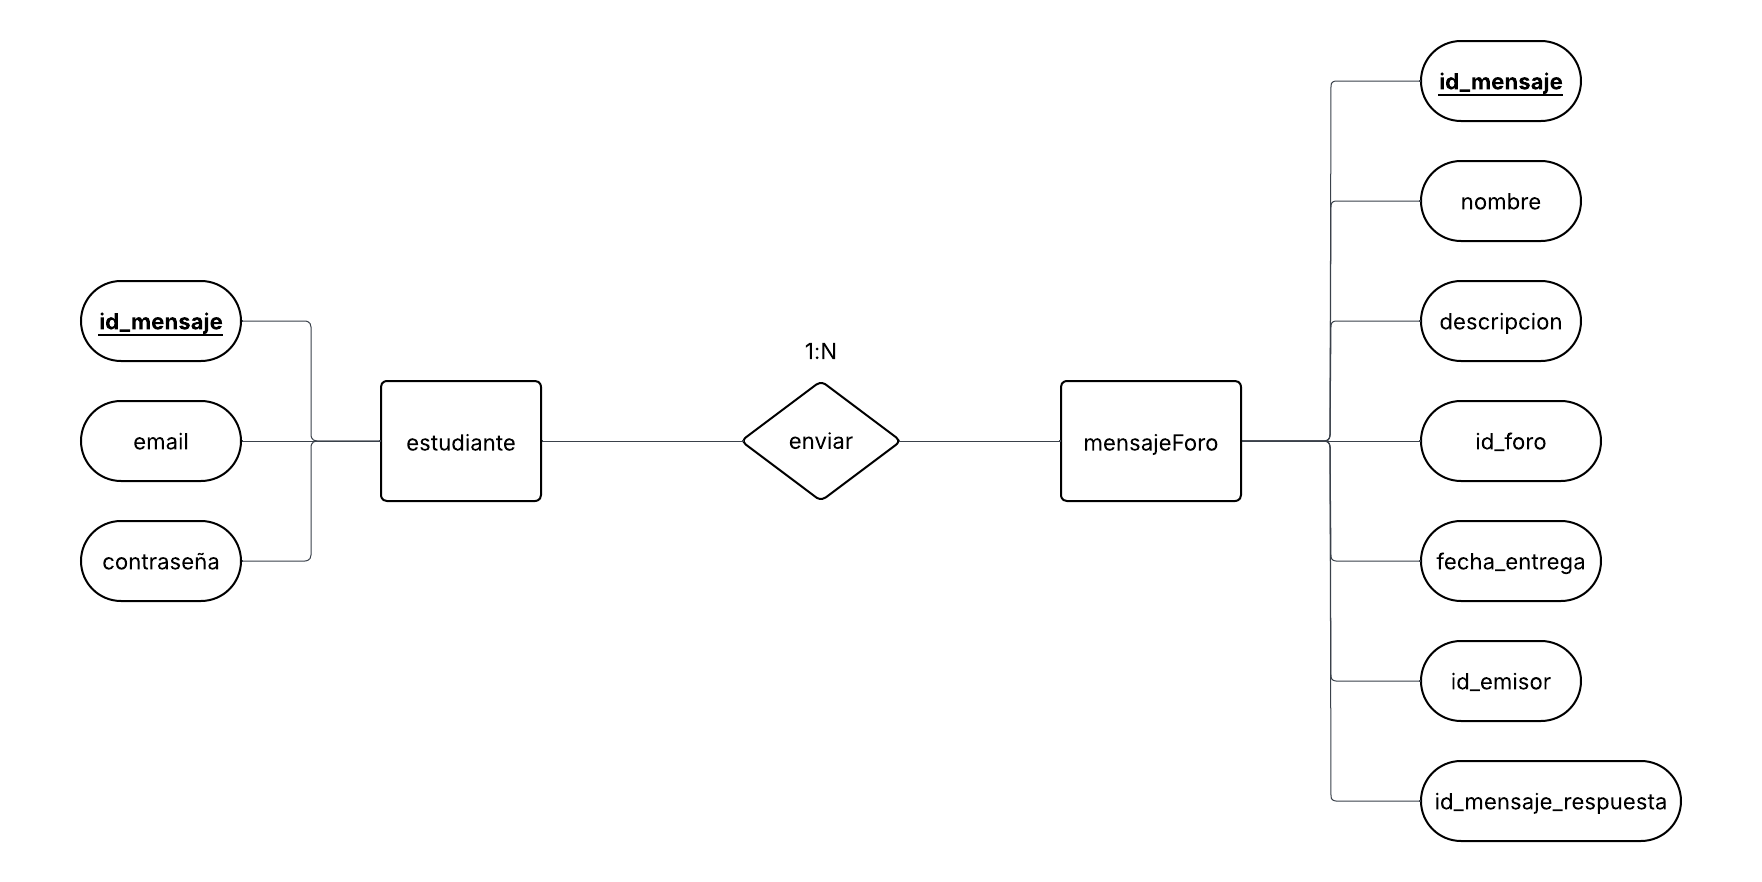 id_mensaje
email
contraseña
estudiante
1:N
enviar
mensajeForo
id_mensaje
nombre
descripcion
id_foro
fecha_entrega
id_emisor
id_mensaje_respuesta